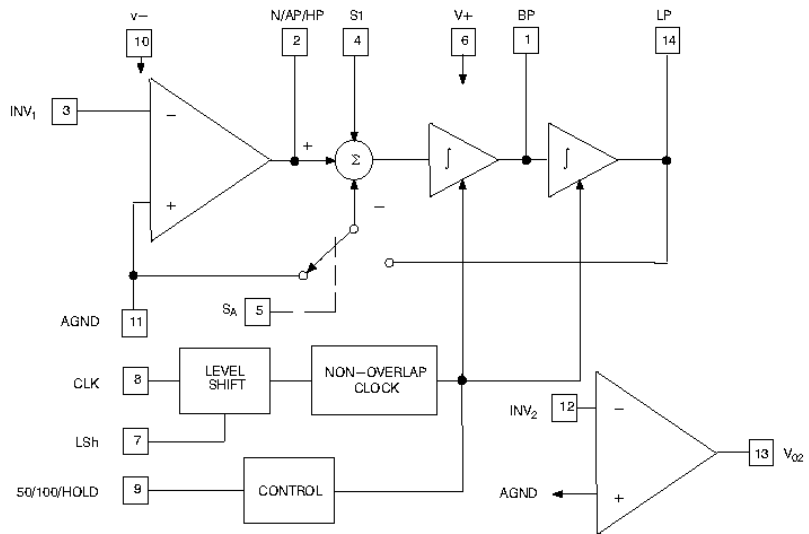 v−
N/AP/HP
S1
V+
BP
LP
10
2
4
6
1
14
INV1
3
−
+
Σ
∫
∫
+
−
SA
5
AGND
11
CLK
8
LEVEL
SHIFT
NON−OVERLAP
CLOCK
LSh
7
50/100/HOLD
9
CONTROL
INV2
12
−
13
V02
AGND
+